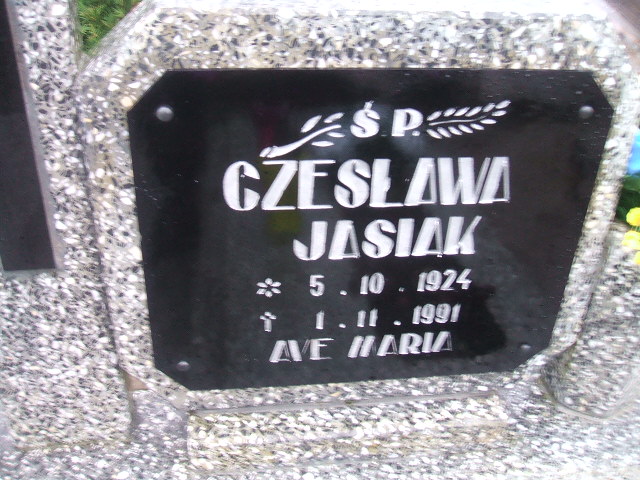 Ś.P.
CZESŁAWA
JASIAK
* 5.10.1924
† 1.11.1991
AVE MARIA